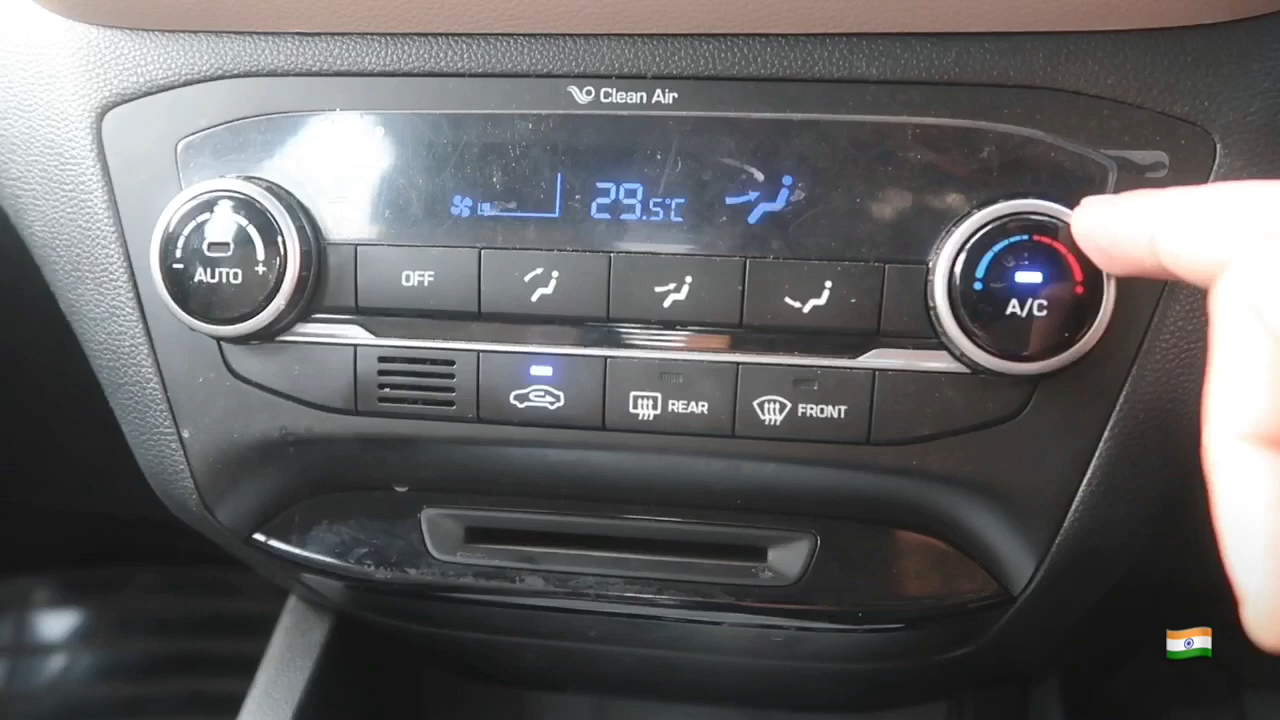 Clean Air
29.5°C
AUTO
- +
OFF
A/C
REAR
FRONT